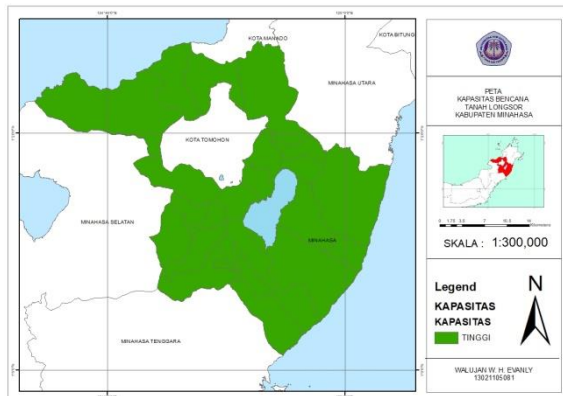 KOTA MANADO
KOTA BITUNG
MINAHASA UTARA
KOTA TOMOHON
MINAHASA SELATAN
MINAHASA
MINAHASA TENGGARA
PETA
KAPASITAS BENCANA
TANAH LONGSOR
KABUPATEN MINAHASA
SKALA : 1:300,000
Legend
N
KAPASITAS
KAPASITAS
TINGGI
WALUJAN W. H. EVANLY
13021105081